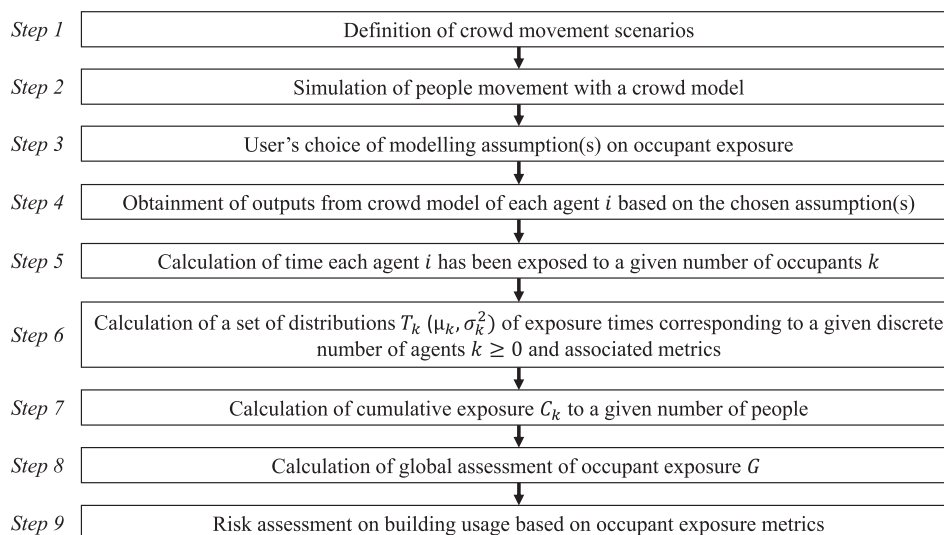 Step 1 Definition of crowd movement scenarios
Step 2 Simulation of people movement with a crowd model
Step 3 User's choice of modelling assumption(s) on occupant exposure
Step 4 Obtainment of outputs from crowd model of each agent i based on the chosen assumption(s)
Step 5 Calculation of time each agent i has been exposed to a given number of occupants k
Step 6 Calculation of a set of distributions T_k (μ_k, σ_k^2) of exposure times corresponding to a given discrete
number of agents k ≥ 0 and associated metrics
Step 7 Calculation of cumulative exposure C_k to a given number of people
Step 8 Calculation of global assessment of occupant exposure G
Step 9 Risk assessment on building usage based on occupant exposure metrics